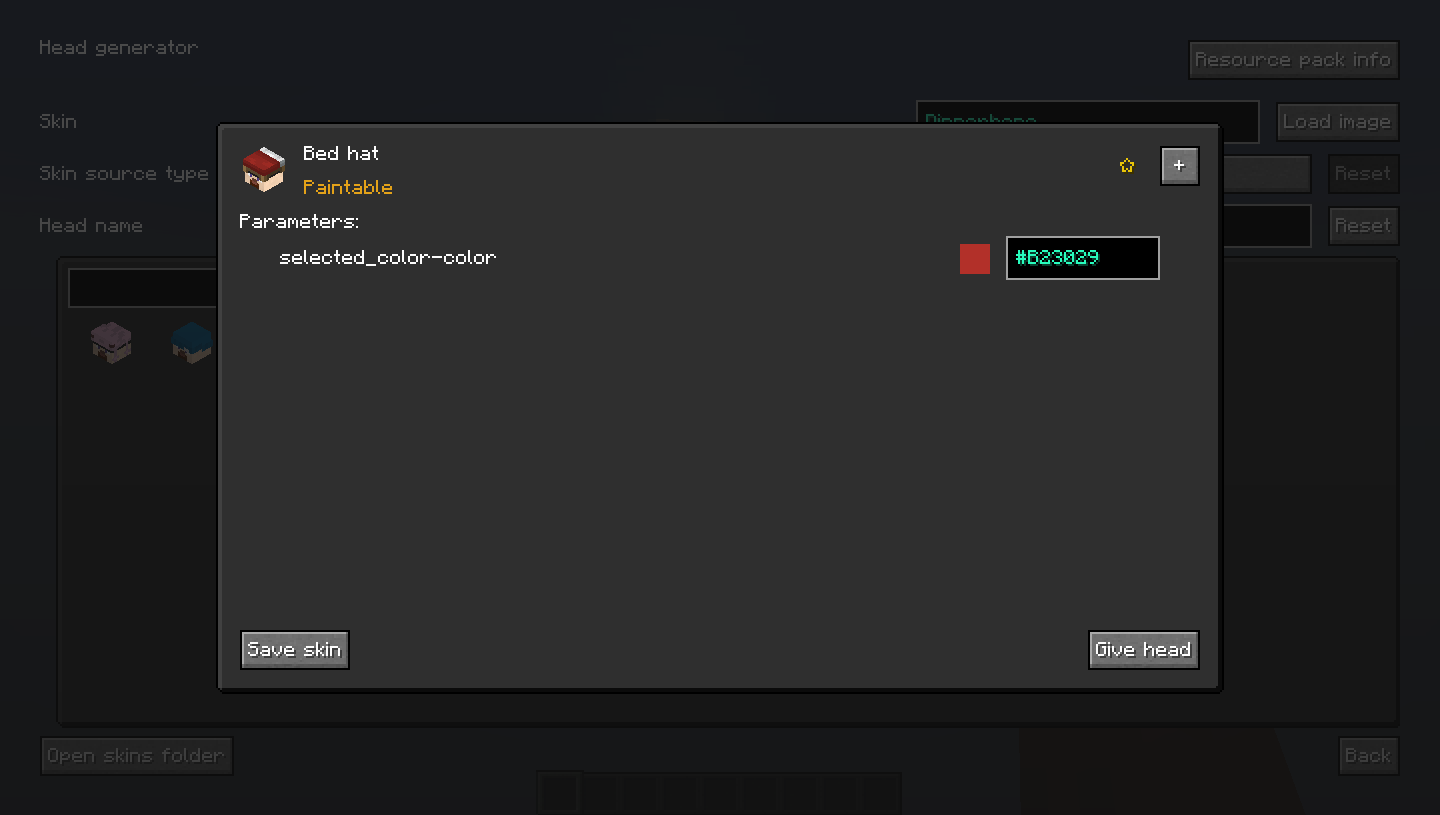 Head generator
Resource pack info
Skin
Load image
Bed hat
Skin source type
+
Reset
Paintable
Parameters:
Head name
Reset
selected_color-color
#B23029
Save skin
Give head
Open skins folder
Back